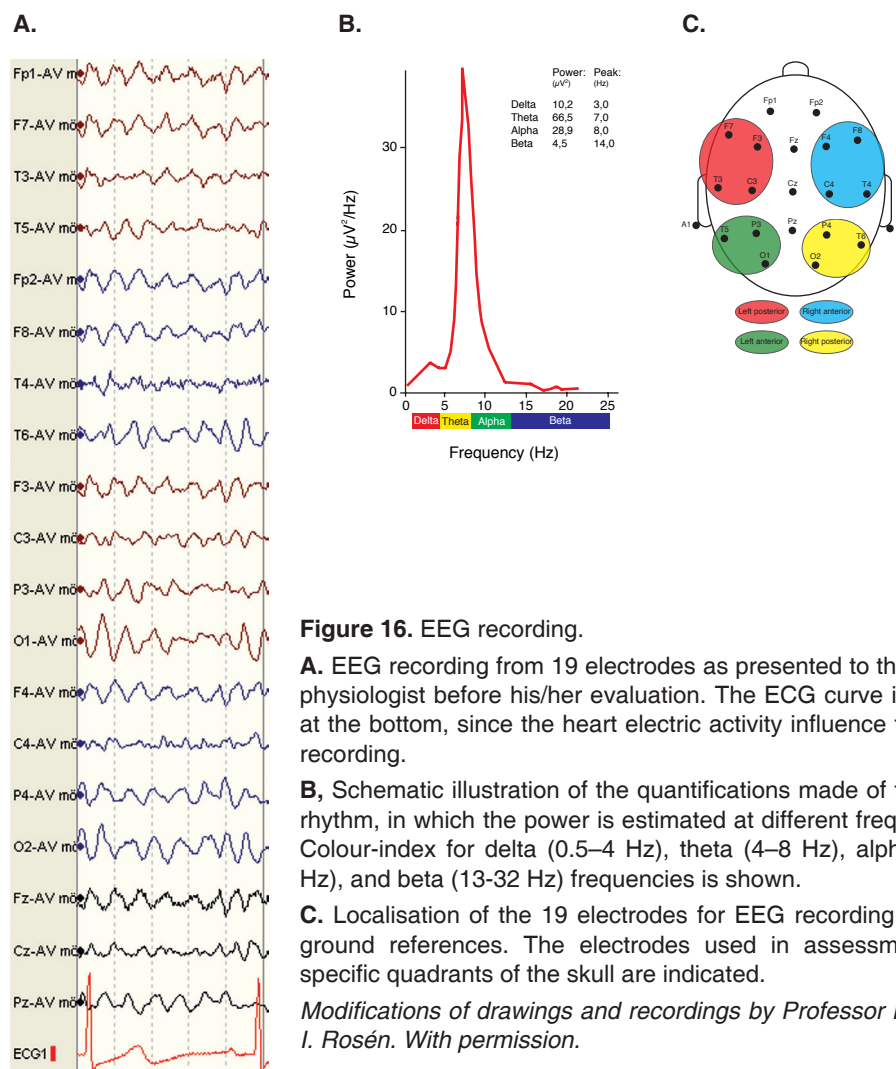 A.
Fp1-AV m
F7-AV mö
T3-AV mö
T5-AV mö
Fp2-AV m
F8-AV mö
T4-AV mö
T6-AV mö
F3-AV mö
C3-AV mö
P3-AV mö
O1-AV mö
F4-AV mö
C4-AV mö
P4-AV mö
O2-AV mö
Fz-AV mö
Cz-AV mö
Pz-AV mö
ECG1
B.
Power: Peak:
(µV²) (Hz)
Delta 10,2 3,0
Theta 66,5 7,0
Alpha 28,9 8,0
Beta 4,5 14,0
Power (µV²/Hz)
30
20
10
0
0 5 10 15 20 25
Delta Theta Alpha Beta
Frequency (Hz)
C.
Fp1 Fp2
F7 F3 Fz F4 F8
T3 C3 Cz C4 T4
A1 T5 P3 Pz P4 T6
O1 O2
Left posterior Right anterior
Left anterior Right posterior
Figure 16. EEG recording.
A. EEG recording from 19 electrodes as presented to th
physiologist before his/her evaluation. The ECG curve i
at the bottom, since the heart electric activity influence
recording.
B, Schematic illustration of the quantifications made of
rhythm, in which the power is estimated at different freq
Colour-index for delta (0.5–4 Hz), theta (4–8 Hz), alph
Hz), and beta (13-32 Hz) frequencies is shown.
C. Localisation of the 19 electrodes for EEG recording
ground references. The electrodes used in assessm
specific quadrants of the skull are indicated.
Modifications of drawings and recordings by Professor
I. Rosén. With permission.